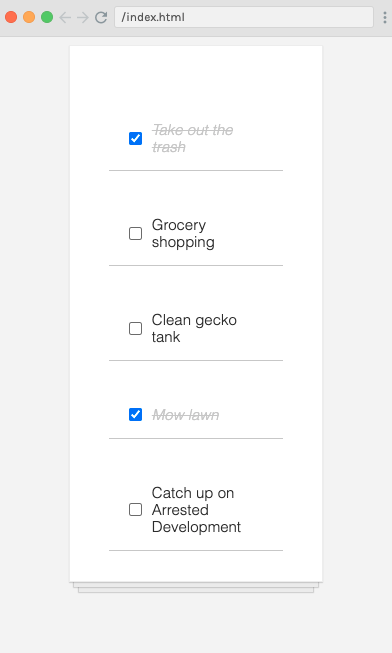 /index.html
Take out the
trash
Grocery
shopping
Clean gecko
tank
Mow lawn
Catch up on
Arrested
Development